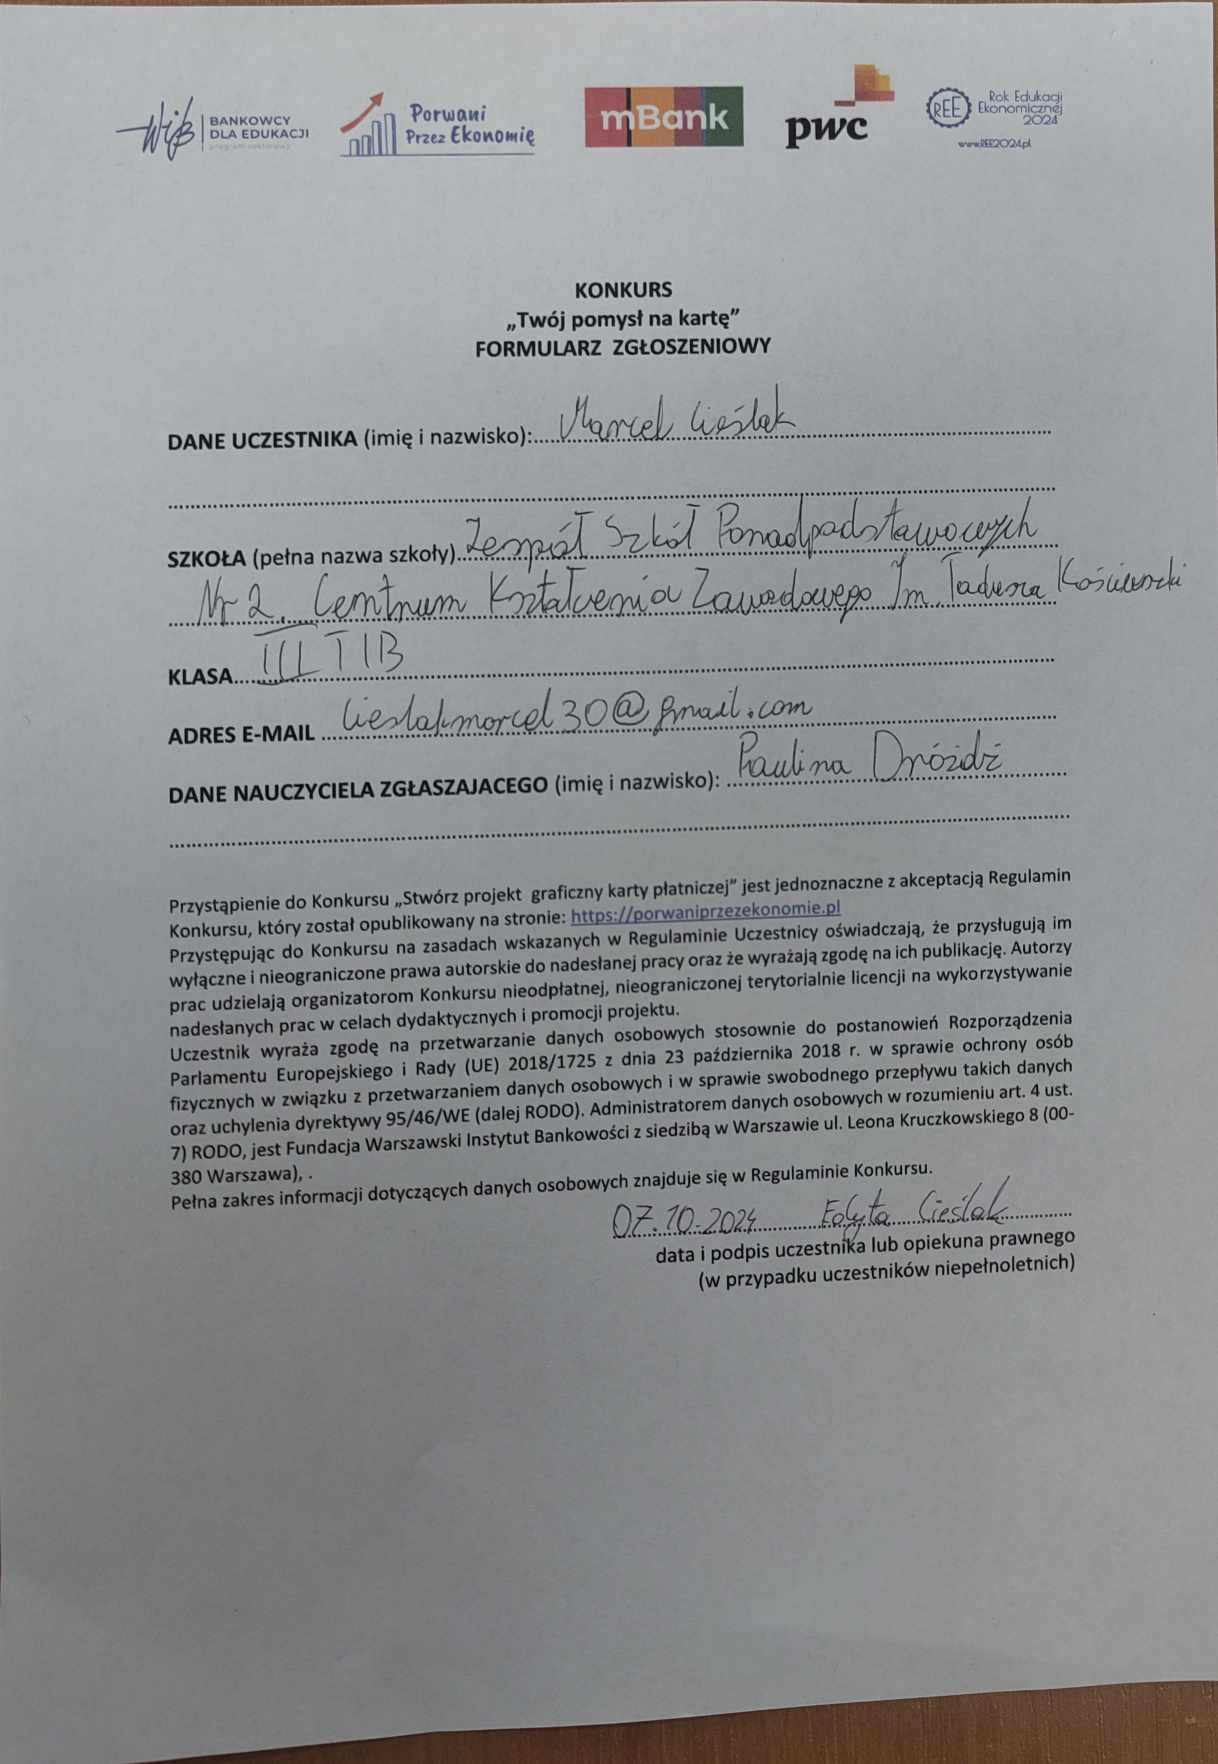 WIB BANKOWCY DLA EDUKACJI
Porwani Przez Ekonomię
mBank
pwc
REE Rok Edukacji Ekonomicznej 2024
www.REE2024.pl
KONKURS
„Twój pomysł na kartę”
FORMULARZ ZGŁOSZENIOWY
DANE UCZESTNIKA (imię i nazwisko): Marcel Cieślak
SZKOŁA (pełna nazwa szkoły) Zespół Szkół Ponadpodstawowych
Nr 2. Centrum Kształcenia Zawodowego Im. Tadeusza
KLASA III T IB
ADRES E-MAIL cieslakmarcel30@gmail.com
DANE NAUCZYCIELA ZGŁASZAJACEGO (imię i nazwisko): Paulina Dróżdż
Przystąpienie do Konkursu „Stwórz projekt graficzny karty płatniczej” jest jednoznaczne z akceptacją Regulamin
Konkursu, który został opublikowany na stronie: https://porwaniprzezekonomie.pl
Przystępując do Konkursu na zasadach wskazanych w Regulaminie Uczestnicy oświadczają, że przysługują im
wyłączne i nieograniczone prawa autorskie do nadesłanej pracy oraz że wyrażają zgodę na ich publikację. Autorzy
prac udzielają organizatorom Konkursu nieodpłatnej, nieograniczonej terytorialnie licencji na wykorzystywanie
nadesłanych prac w celach dydaktycznych i promocji projektu.
Uczestnik wyraża zgodę na przetwarzanie danych osobowych stosownie do postanowień Rozporządzenia
Parlamentu Europejskiego i Rady (UE) 2018/1725 z dnia 23 października 2018 r. w sprawie ochrony osób
fizycznych w związku z przetwarzaniem danych osobowych i w sprawie swobodnego przepływu takich danych
oraz uchylenia dyrektywy 95/46/WE (dalej RODO). Administratorem danych osobowych w rozumieniu art. 4 ust.
7) RODO, jest Fundacja Warszawski Instytut Bankowości z siedzibą w Warszawie ul. Leona Kruczkowskiego 8 (00-
380 Warszawa), .
Pełna zakres informacji dotyczących danych osobowych znajduje się w Regulaminie Konkursu.
07.10.2024 Edyta Cieślak
data i podpis uczestnika lub opiekuna prawnego
(w przypadku uczestników niepełnoletnich)